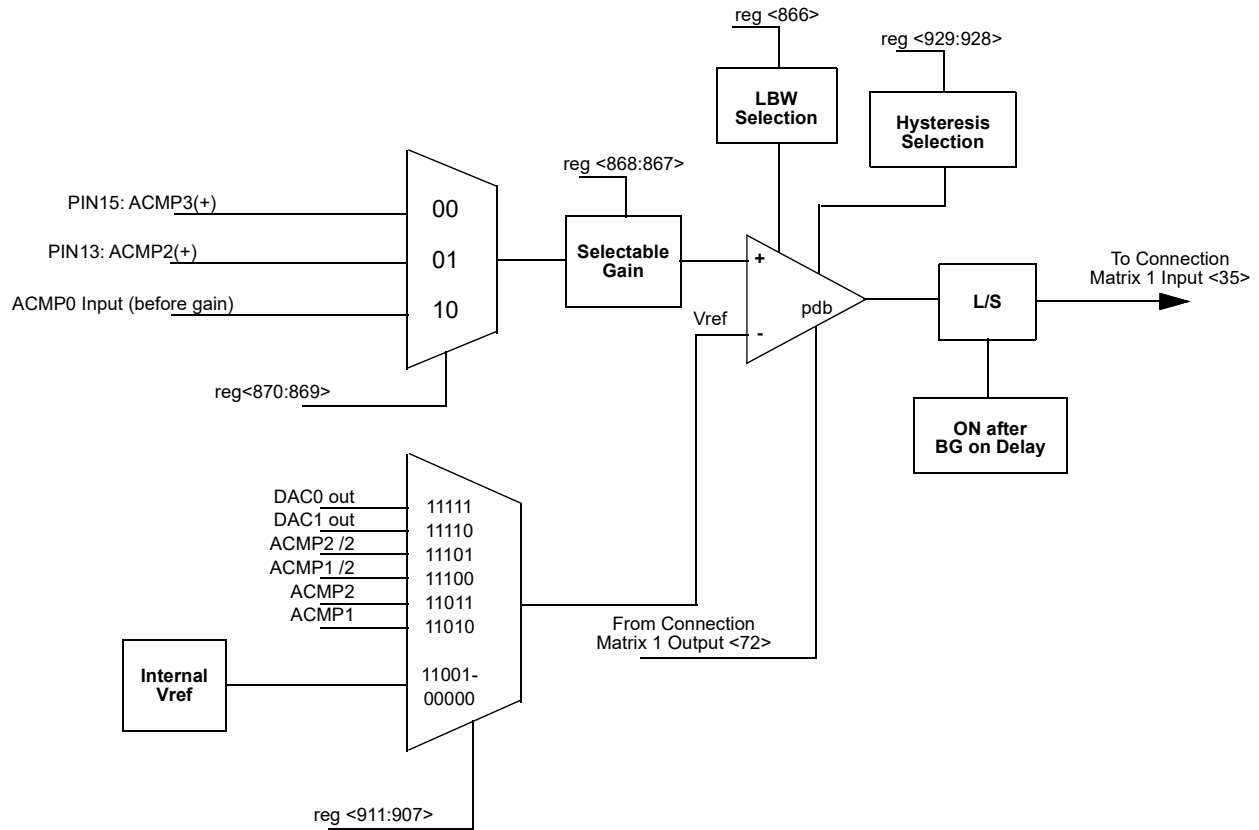 reg <866>
reg <929:928>
LBW
Selection
Hysteresis
Selection
reg <868:867>
PIN15: ACMP3(+)
00
PIN13: ACMP2(+)
01
ACMP0 Input (before gain)
10
Selectable
Gain
+
Vref
-
pdb
L/S
To Connection
Matrix 1 Input <35>
reg<870:869>
ON after
BG on Delay
DAC0 out
11111
DAC1 out
11110
ACMP2 /2
11101
ACMP1 /2
11100
ACMP2
11011
ACMP1
11010
From Connection
Matrix 1 Output <72>
Internal
Vref
11001-
00000
reg <911:907>